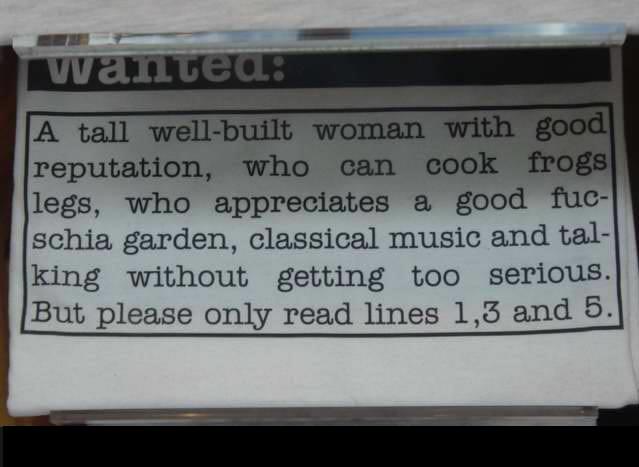 Wanted:
A tall well-built woman with good
reputation, who can cook frogs
legs, who appreciates a good fuc-
schia garden, classical music and tal-
king without getting too serious.
But please only read lines 1,3 and 5.